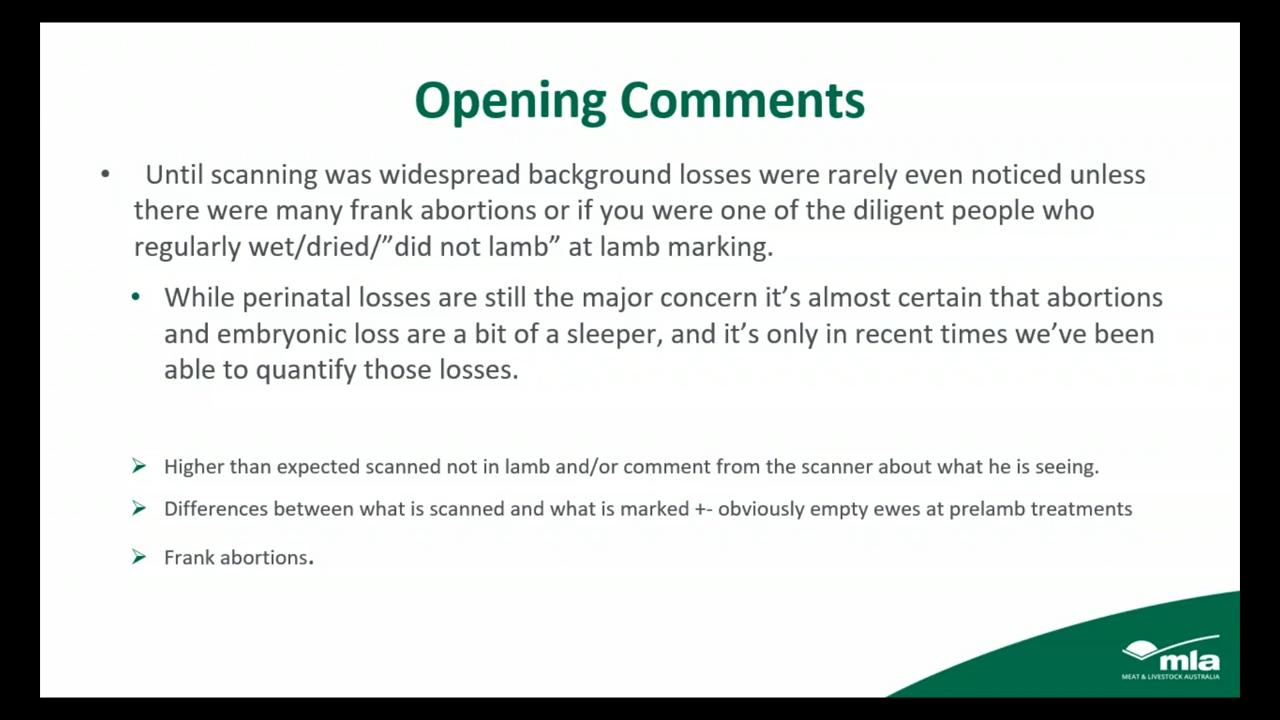 Opening Comments
• Until scanning was widespread background losses were rarely even noticed unless
there were many frank abortions or if you were one of the diligent people who
regularly wet/dried/”did not lamb” at lamb marking.
• While perinatal losses are still the major concern it’s almost certain that abortions
and embryonic loss are a bit of a sleeper, and it’s only in recent times we’ve been
able to quantify those losses.
➢ Higher than expected scanned not in lamb and/or comment from the scanner about what he is seeing.
➢ Differences between what is scanned and what is marked +- obviously empty ewes at prelamb treatments
➢ Frank abortions.
mla
MEAT & LIVESTOCK AUSTRALIA